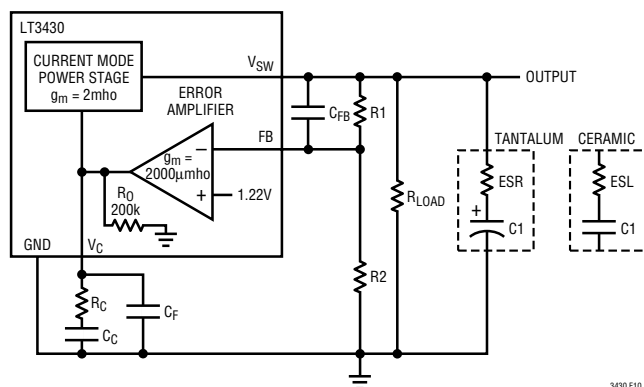 LT3430
CURRENT MODE
POWER STAGE
gm = 2mho
VSW
OUTPUT
ERROR
AMPLIFIER
CFB
R1
FB
TANTALUM
CERAMIC
–
gm =
2000µmho
+
1.22V
RO
200k
RLOAD
ESR
ESL
+
C1
C1
GND
VC
R2
RC
CF
CC
3430 F10